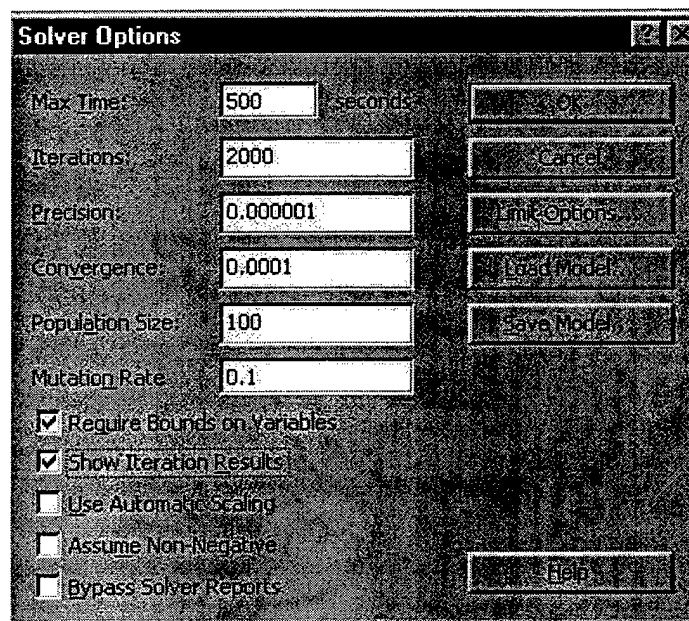 Solver Options
Max Time: 500 seconds
OK
Iterations: 2000
Cancel
Precision: 0.000001
Limit Options...
Convergence: 0.0001
Load Model...
Population Size: 100
Save Model...
Mutation Rate 0.1
Require Bounds on Variables
Show Iteration Results
Use Automatic Scaling
Assume Non-Negative
Bypass Solver Reports
Help